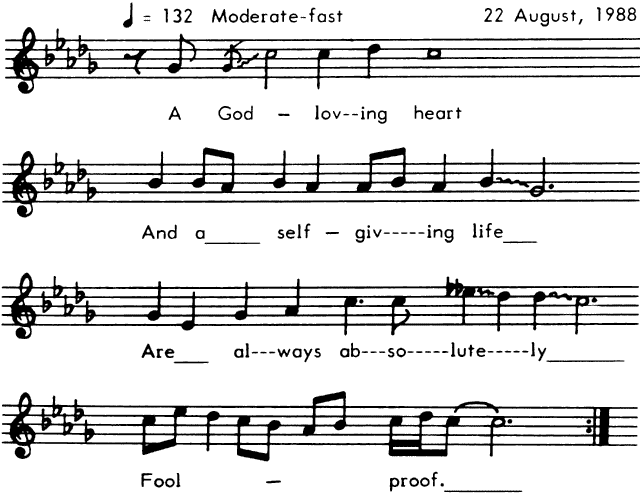 ♩ = 132 Moderate-fast 22 August, 1988
A God – lov--ing heart
And a____ self – giv-----ing life___
Are___ al---ways ab---so-----lute-----ly_______
Fool – proof._______